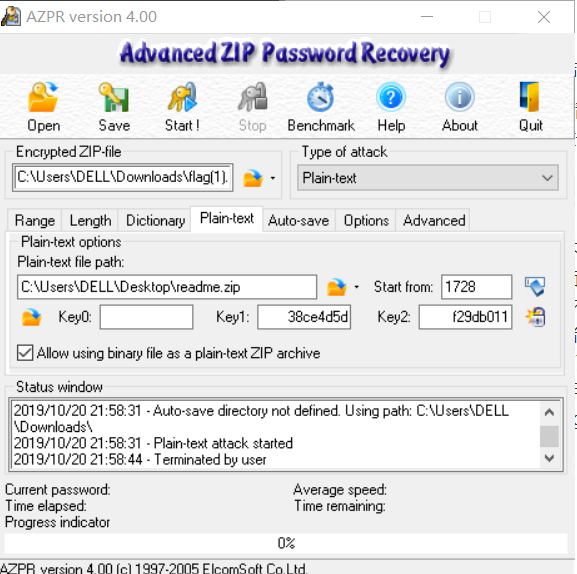 AZPR version 4.00
Advanced ZIP Password Recovery
Open Save Start ! Stop Benchmark Help About Quit
Encrypted ZIP-file Type of attack
C:\Users\DELL\Downloads\flag(1). Plain-text
Range Length Dictionary Plain-text Auto-save Options Advanced
Plain-text options
Plain-text file path:
C:\Users\DELL\Desktop\readme.zip Start from: 1728
Key0: Key1: 38ce4d5d Key2: f29db011
Allow using binary file as a plain-text ZIP archive
Status window
2019/10/20 21:58:31 - Auto-save directory not defined. Using path: C:\Users\DELL
\Downloads\
2019/10/20 21:58:31 - Plain-text attack started
2019/10/20 21:58:44 - Terminated by user
Current password: Average speed:
Time elapsed: Time remaining:
Progress indicator
0%
AZPR version 4.00 (c) 1997-2005 ElcomSoft Co.Ltd.